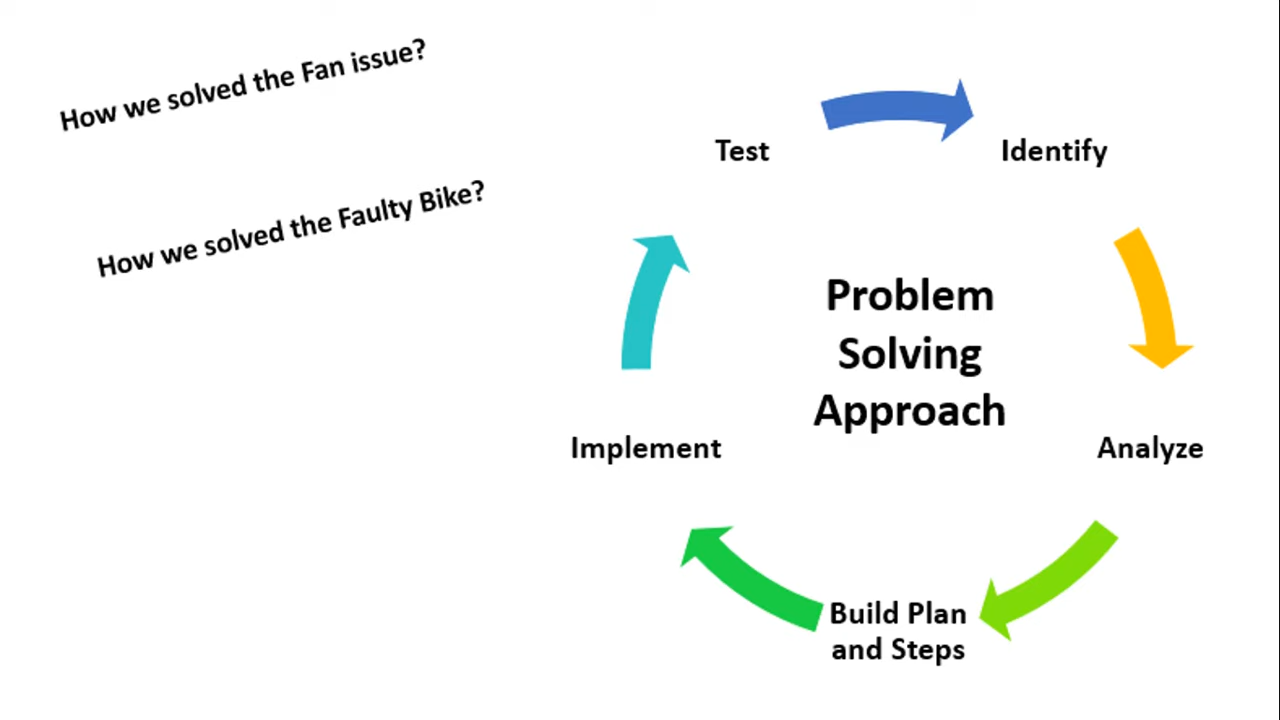 How we solved the Fan issue?
How we solved the Faulty Bike?
Test
Identify
Problem
Solving
Approach
Implement
Analyze
Build Plan
and Steps